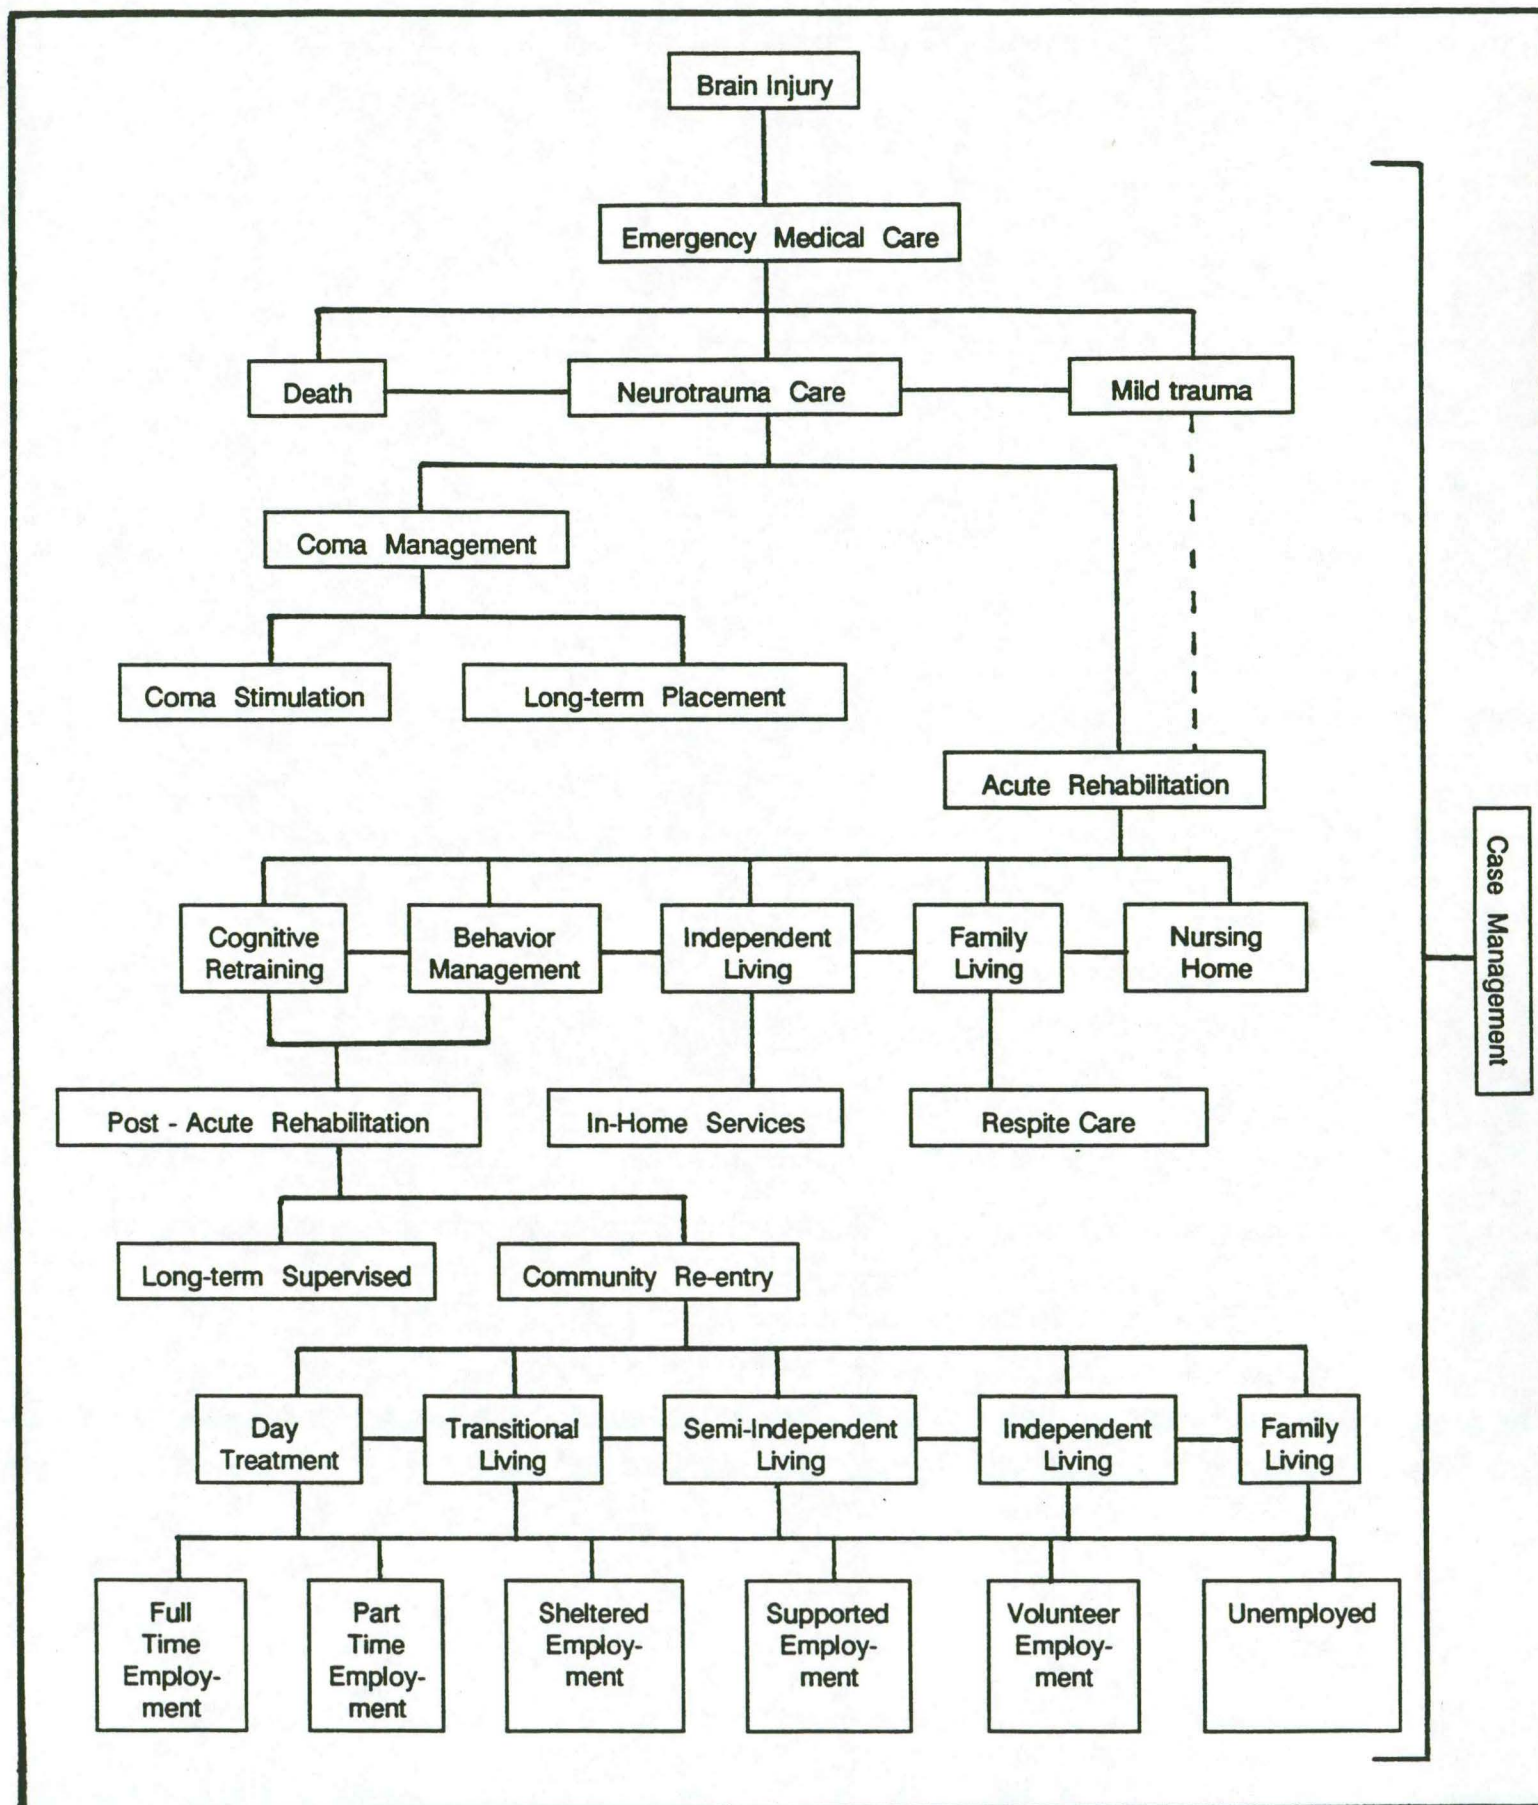 Brain Injury
Emergency Medical Care
Death
Neurotrauma Care
Mild trauma
Coma Management
Coma Stimulation
Long-term Placement
Acute Rehabilitation
Cognitive
Retraining
Behavior
Management
Independent
Living
Family
Living
Nursing
Home
Post - Acute Rehabilitation
In-Home Services
Respite Care
Long-term Supervised
Community Re-entry
Day
Treatment
Transitional
Living
Semi-Independent
Living
Independent
Living
Family
Living
Full
Time
Employ-
ment
Part
Time
Employ-
ment
Sheltered
Employ-
ment
Supported
Employ-
ment
Volunteer
Employ-
ment
Unemployed
Case Management